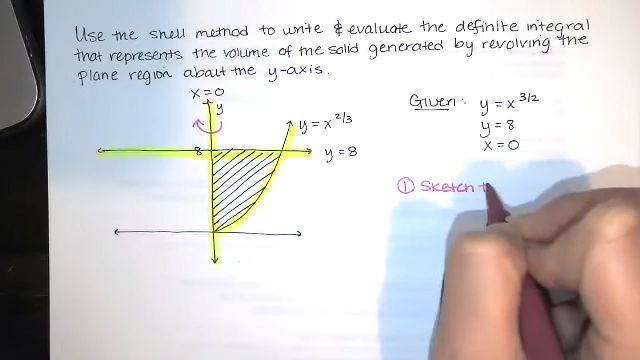 Use the shell method to write & evaluate the definite integral
that represents the volume of the solid generated by revolving the
plane region about the y-axis.
x = 0
y
y = x^{2/3}
8
y = 8
Given: y = x^{3/2}
y = 8
x = 0
① Sketch t